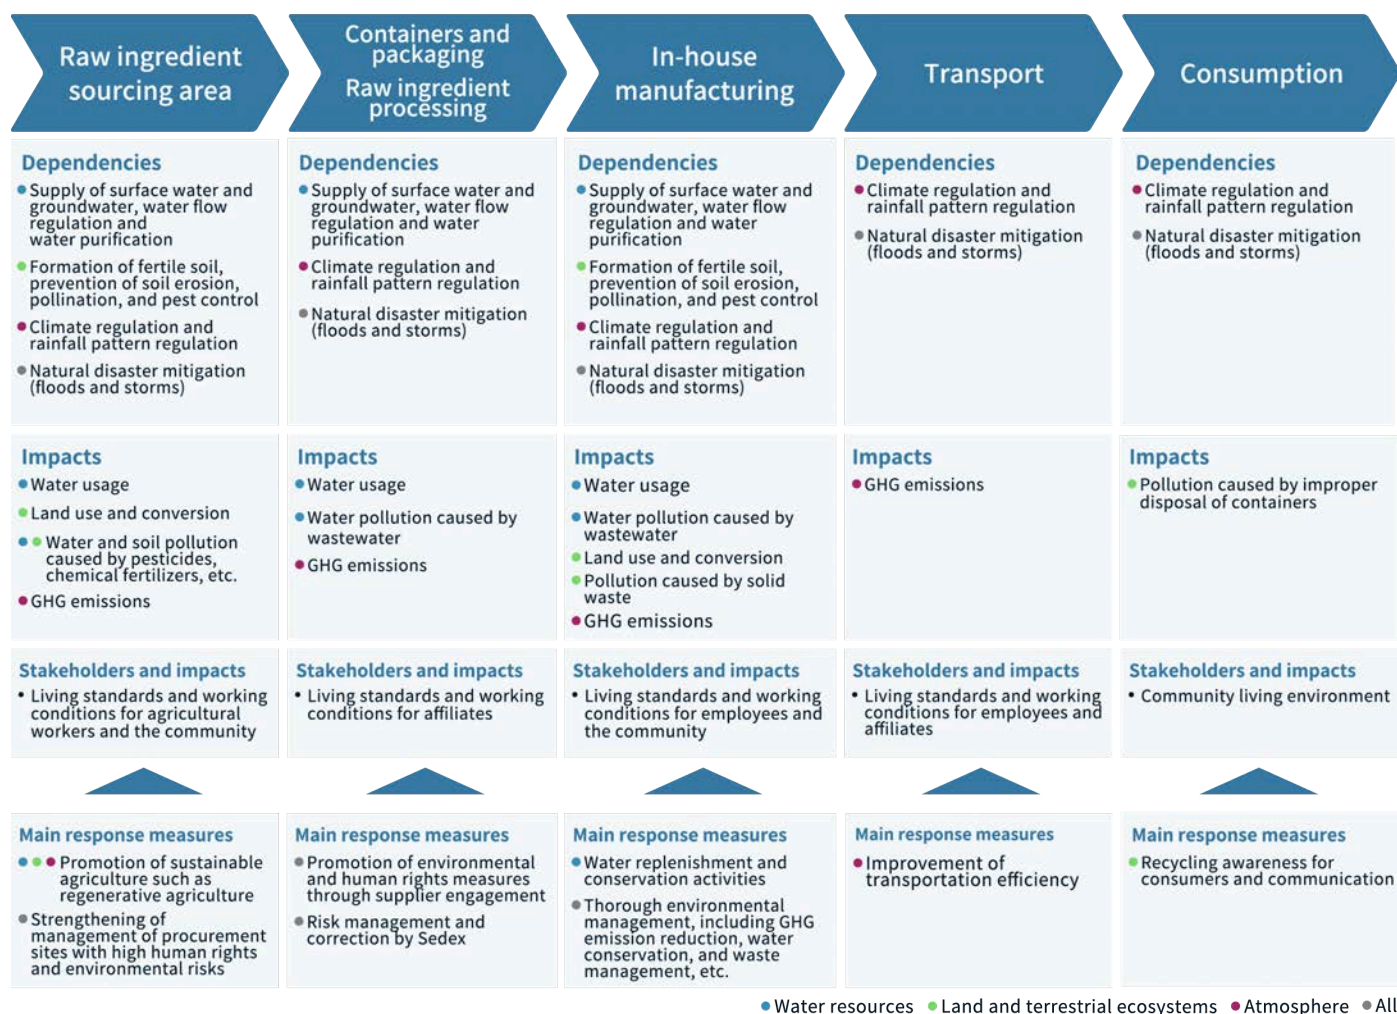 Raw ingredient
sourcing area
Containers and
packaging
Raw ingredient
processing
In-house
manufacturing
Transport
Consumption
Dependencies
Supply of surface water and
groundwater, water flow
regulation and
water purification
Formation of fertile soil,
prevention of soil erosion,
pollination, and pest control
Climate regulation and
rainfall pattern regulation
Natural disaster mitigation
(floods and storms)
Dependencies
Supply of surface water and
groundwater, water flow
regulation and water
purification
Climate regulation and
rainfall pattern regulation
Natural disaster mitigation
(floods and storms)
Dependencies
Supply of surface water and
groundwater, water flow
regulation and water
purification
Formation of fertile soil,
prevention of soil erosion,
pollination, and pest control
Climate regulation and
rainfall pattern regulation
Natural disaster mitigation
(floods and storms)
Dependencies
Climate regulation and
rainfall pattern regulation
Natural disaster mitigation
(floods and storms)
Dependencies
Climate regulation and
rainfall pattern regulation
Natural disaster mitigation
(floods and storms)
Impacts
Water usage
Land use and conversion
Water and soil pollution
caused by pesticides,
chemical fertilizers, etc.
GHG emissions
Impacts
Water usage
Water pollution caused by
wastewater
GHG emissions
Impacts
Water usage
Water pollution caused by
wastewater
Land use and conversion
Pollution caused by solid
waste
GHG emissions
Impacts
GHG emissions
Impacts
Pollution caused by improper
disposal of containers
Stakeholders and impacts
• Living standards and working
conditions for agricultural
workers and the community
Stakeholders and impacts
• Living standards and working
conditions for affiliates
Stakeholders and impacts
• Living standards and working
conditions for employees and
the community
Stakeholders and impacts
• Living standards and working
conditions for employees and
affiliates
Stakeholders and impacts
• Community living environment
Main response measures
Promotion of sustainable
agriculture such as
regenerative agriculture
Strengthening of
management of procurement
sites with high human rights
and environmental risks
Main response measures
Promotion of environmental
and human rights measures
through supplier engagement
Risk management and
correction by Sedex
Main response measures
Water replenishment and
conservation activities
Thorough environmental
management, including GHG
emission reduction, water
conservation, and waste
management, etc.
Main response measures
Improvement of
transportation efficiency
Main response measures
Recycling awareness for
consumers and communication
Water resources Land and terrestrial ecosystems Atmosphere All